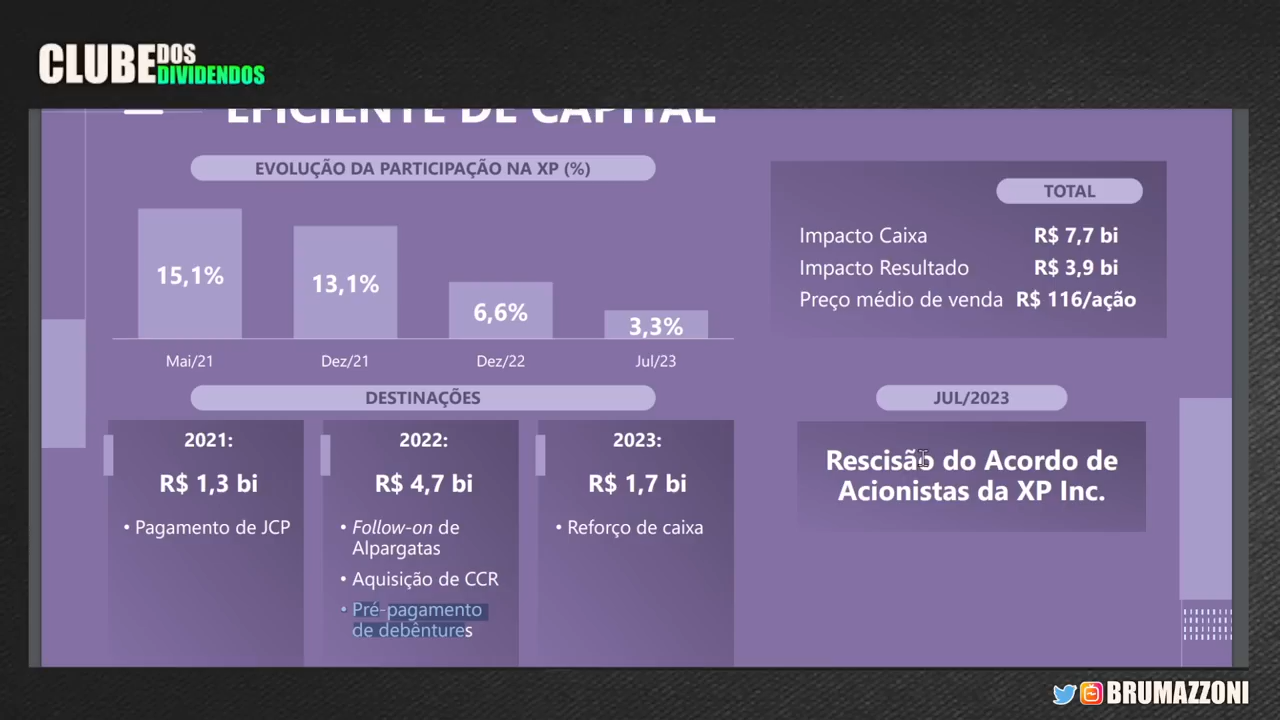 CLUBE DOS
DIVIDENDOS
EFICIENTE DE CAPITAL
EVOLUÇÃO DA PARTICIPAÇÃO NA XP (%)
15,1%
13,1%
6,6%
3,3%
Mai/21
Dez/21
Dez/22
Jul/23
TOTAL
Impacto Caixa R$ 7,7 bi
Impacto Resultado R$ 3,9 bi
Preço médio de venda R$ 116/ação
DESTINAÇÕES
2021:
R$ 1,3 bi
• Pagamento de JCP
2022:
R$ 4,7 bi
• Follow-on de
Alpargatas
• Aquisição de CCR
• Pré-pagamento
de debêntures
2023:
R$ 1,7 bi
• Reforço de caixa
JUL/2023
Rescisão do Acordo de
Acionistas da XP Inc.
BRUMAZZONI